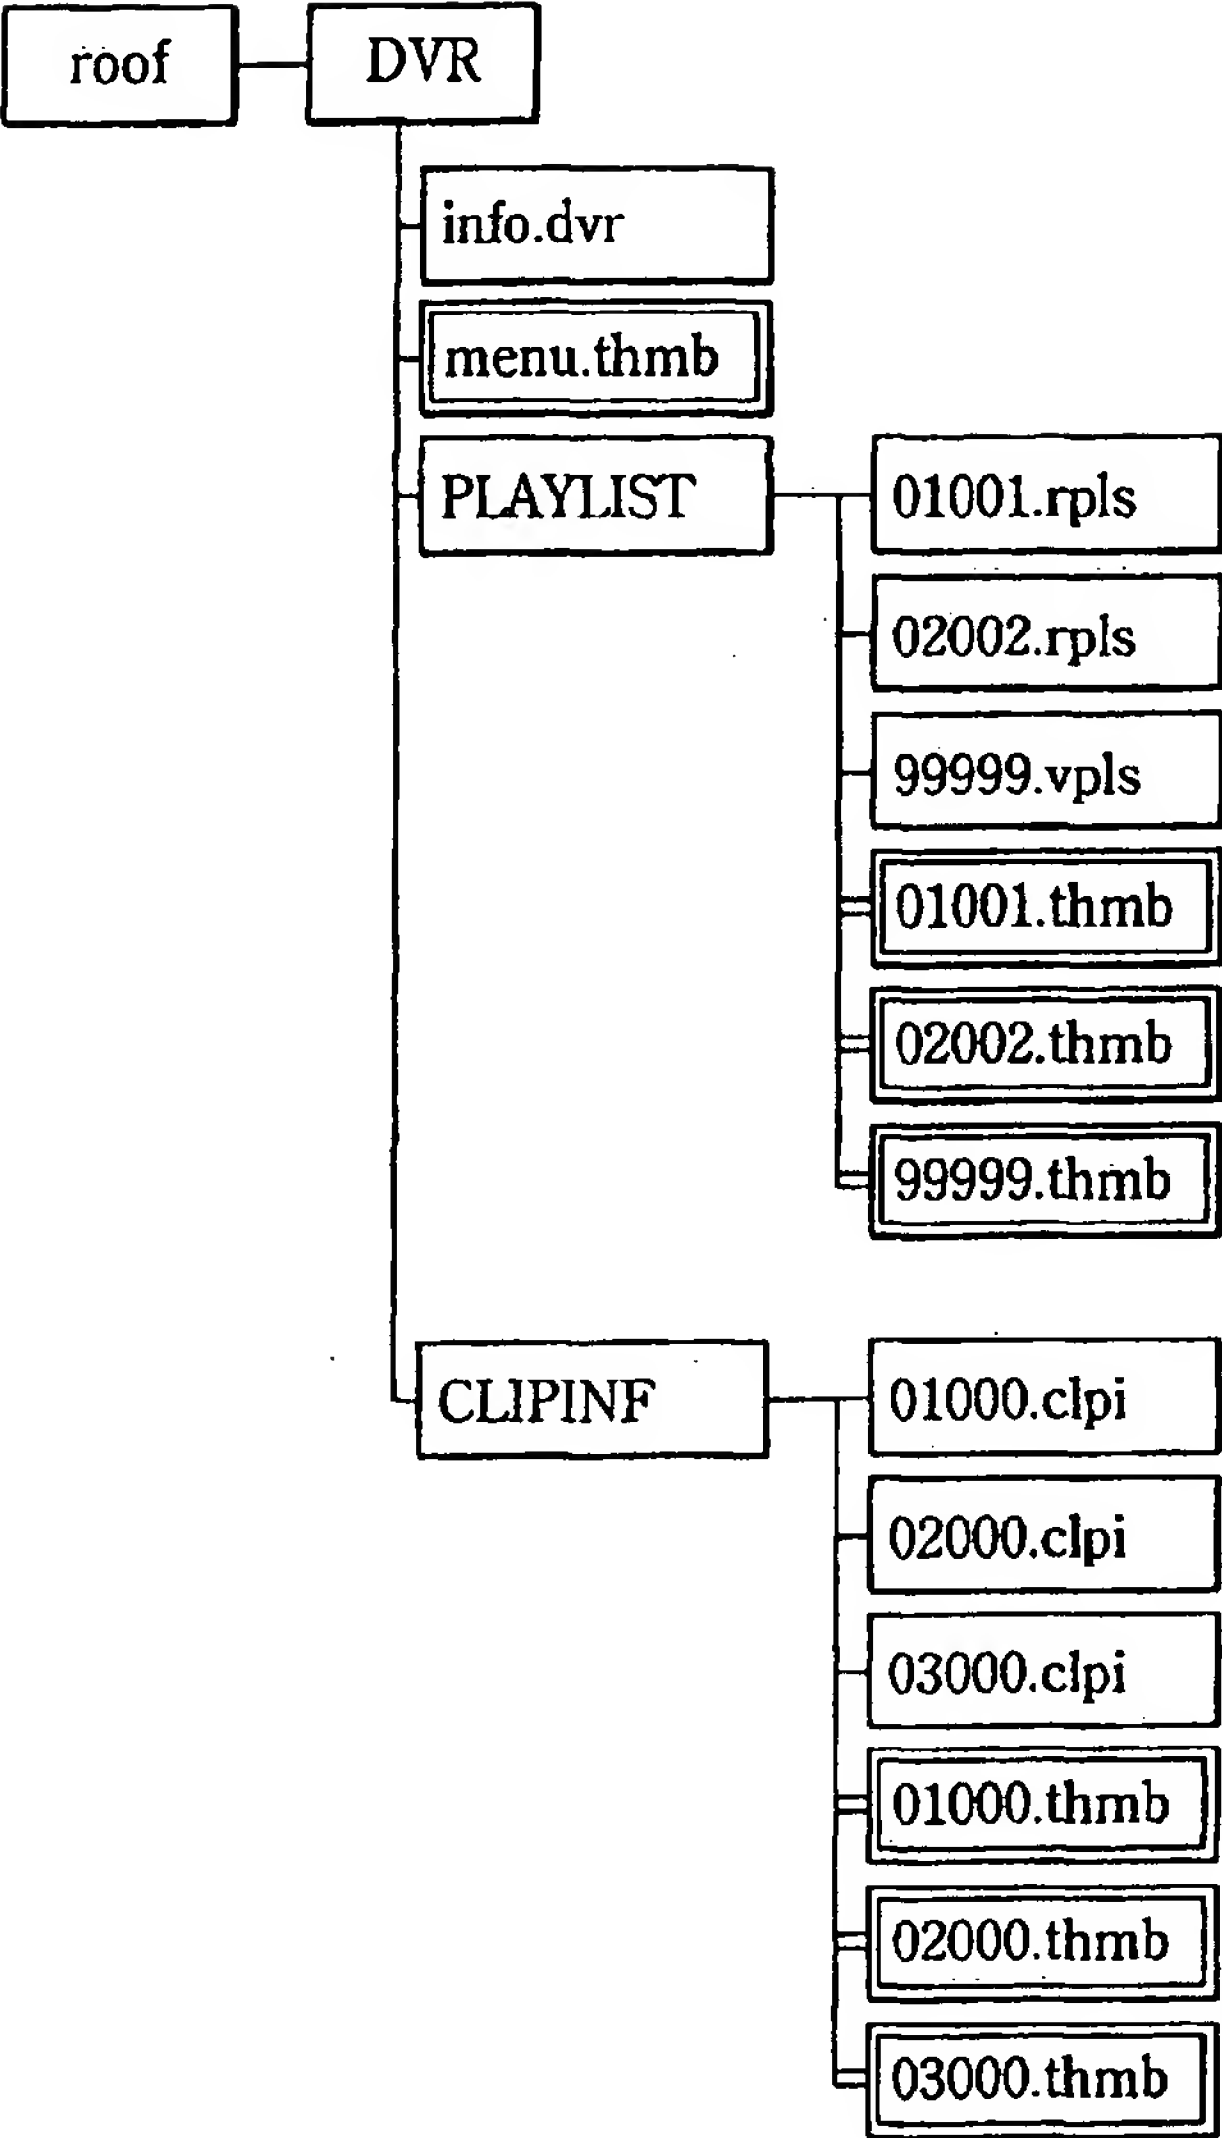 roof
DVR
info.dvr
menu.thmb
PLAYLIST
01001.rpls
02002.rpls
99999.vpls
01001.thmb
02002.thmb
99999.thmb
CLIPINF
01000.clpi
02000.clpi
03000.clpi
01000.thmb
02000.thmb
03000.thmb